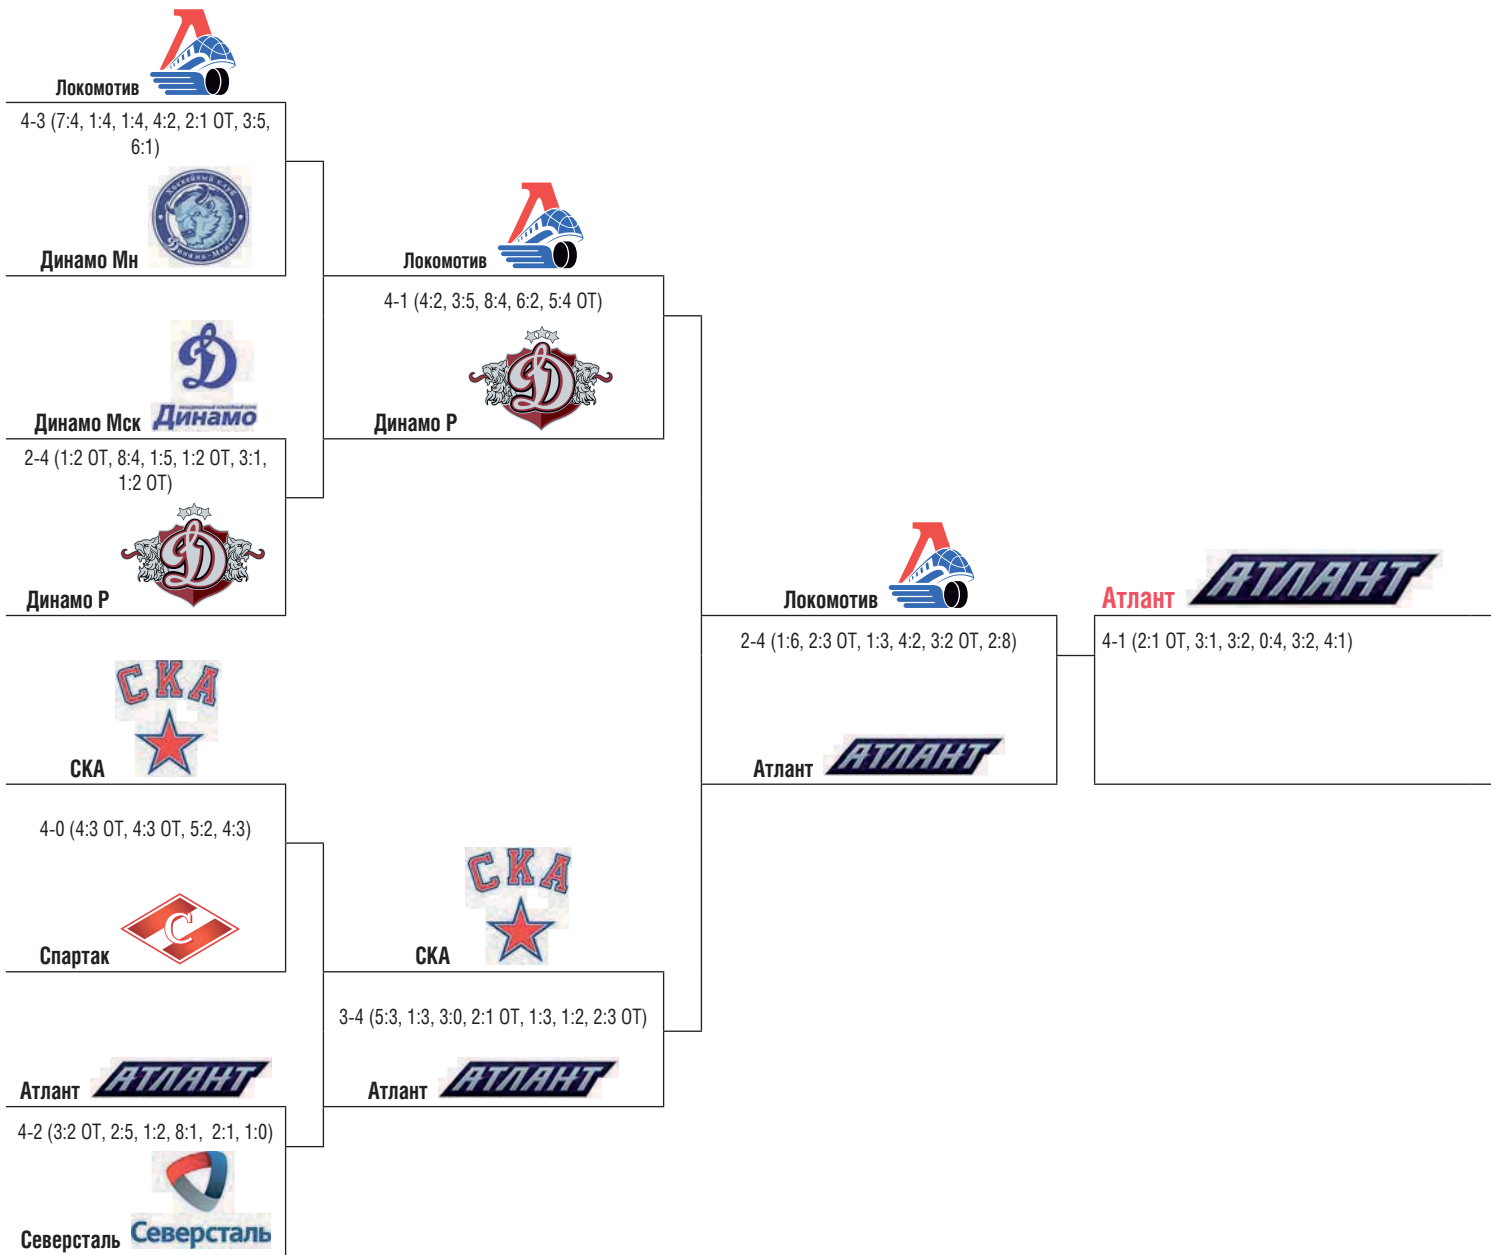 Локомотив
4-3 (7:4, 1:4, 1:4, 4:2, 2:1 ОТ, 3:5,
6:1)
Хоккейный клуб
Динамо-Минск
Динамо Мн
Динамо Мск
Динамо
2-4 (1:2 ОТ, 8:4, 1:5, 1:2 ОТ, 3:1,
1:2 ОТ)
Динамо Р
СКА
СКА
4-0 (4:3 ОТ, 4:3 ОТ, 5:2, 4:3)
С
Спартак
Атлант
АТЛАНТ
4-2 (3:2 ОТ, 2:5, 1:2, 8:1, 2:1, 1:0)
Северсталь
Северсталь
Локомотив
4-1 (4:2, 3:5, 8:4, 6:2, 5:4 ОТ)
Динамо Р
СКА
СКА
3-4 (5:3, 1:3, 3:0, 2:1 ОТ, 1:3, 1:2, 2:3 ОТ)
Атлант
АТЛАНТ
Локомотив
2-4 (1:6, 2:3 ОТ, 1:3, 4:2, 3:2 ОТ, 2:8)
Атлант
АТЛАНТ
Атлант
АТЛАНТ
4-1 (2:1 ОТ, 3:1, 3:2, 0:4, 3:2, 4:1)